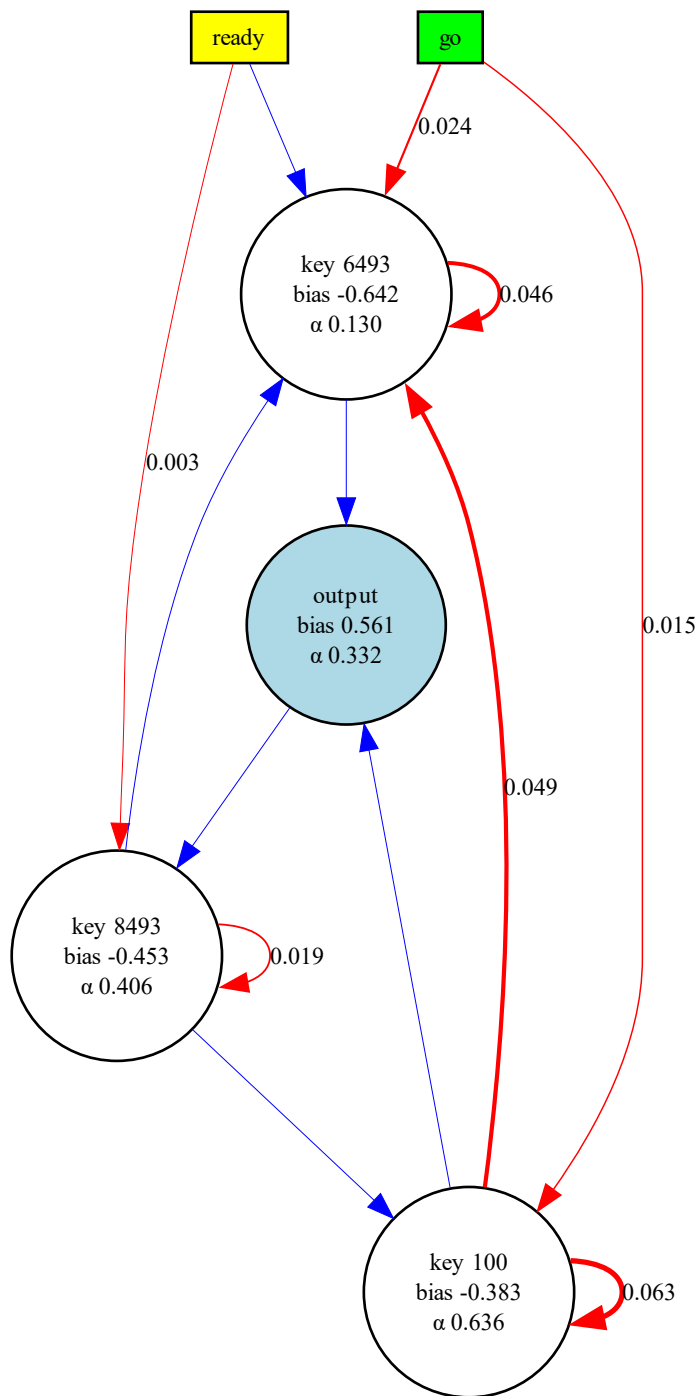 ready
go
0.024
key 6493
bias -0.642
α 0.130
0.046
0.003
output
bias 0.561
α 0.332
0.015
0.049
key 8493
bias -0.453
α 0.406
0.019
key 100
bias -0.383
α 0.636
0.063